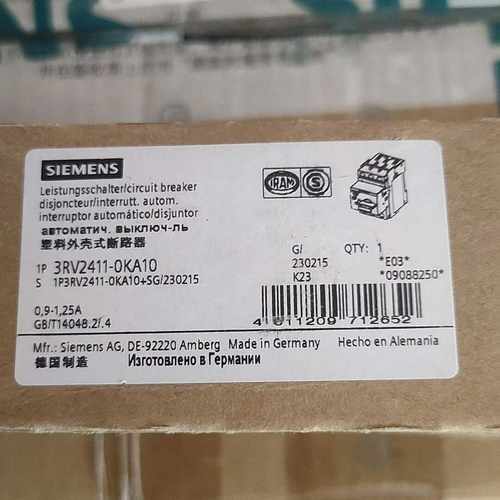 SIEMENS
Leistungsschalter/circuit breaker
disjoncteur/interrutt. autom.
interruptor automático/disjuntor
автоматич. выключ-ль
塑料外壳式断路器
IRAM S
1P 3RV2411-0KA10
S 1P3RV2411-0KA10+SG/230215
G/ QTY: 1
230215 *E03*
K23 *09088250*
0,9-1,25A
GB/T14048.2/.4
4 011209 712652
Mfr.: Siemens AG, DE-92220 Amberg Made in Germany Hecho en Alemania
德国制造 Изготовлено в Германии